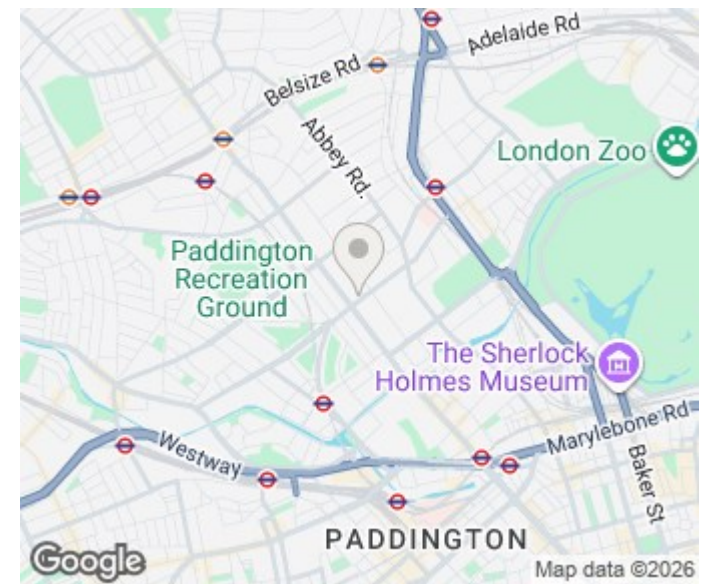 Adelaide Rd
Belsize Rd
Abbey Rd.
London Zoo
Paddington
Recreation
Ground
The Sherlock
Holmes Museum
Marylebone Rd
Westway
Baker St
PADDINGTON
Google
Map data ©2026